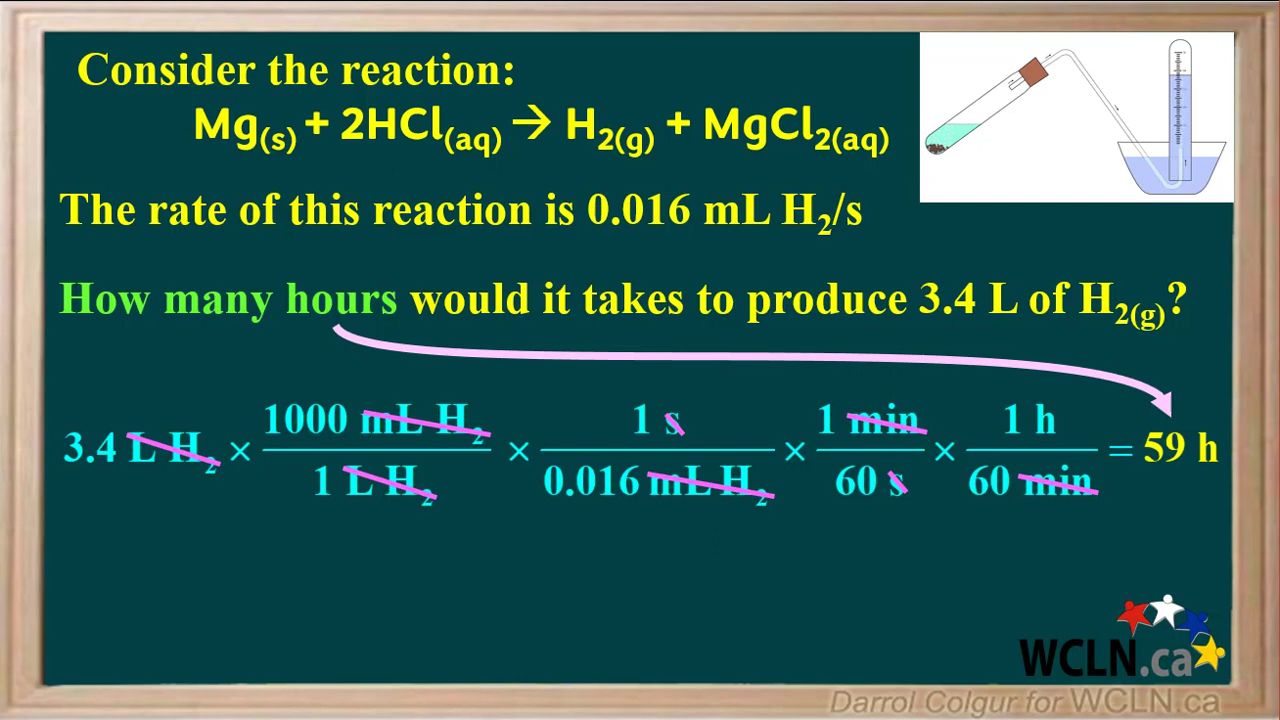 Consider the reaction:
Mg(s) + 2HCl(aq) → H2(g) + MgCl2(aq)
The rate of this reaction is 0.016 mL H2/s
How many hours would it takes to produce 3.4 L of H2(g)?
3.4 L H2 × 1000 mL H2 / 1 L H2 × 1 s / 0.016 mL H2 × 1 min / 60 s × 1 h / 60 min = 59 h
WCLN.ca
Darrol Colgur for WCLN.ca